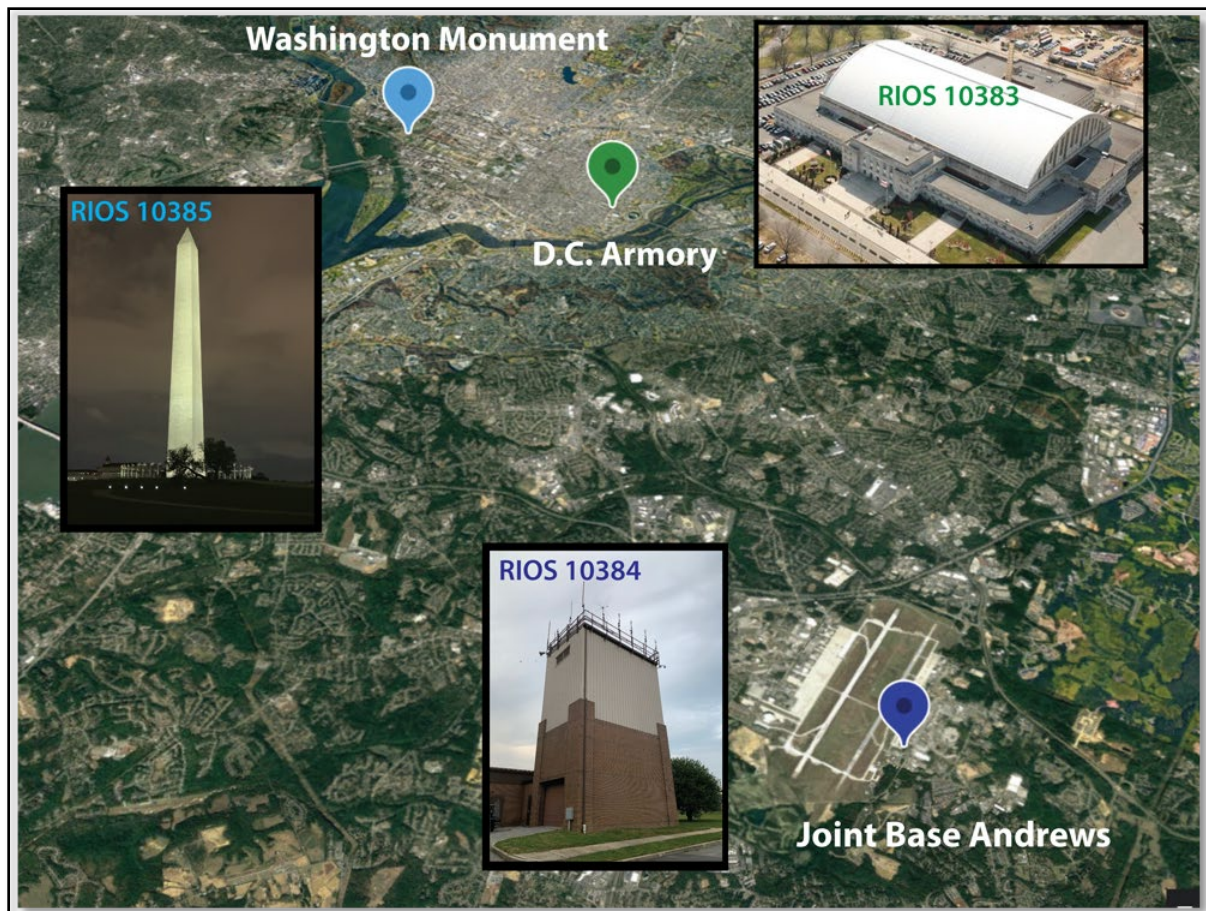 Washington Monument
RIOS 10383
RIOS 10385
D.C. Armory
RIOS 10384
Joint Base Andrews